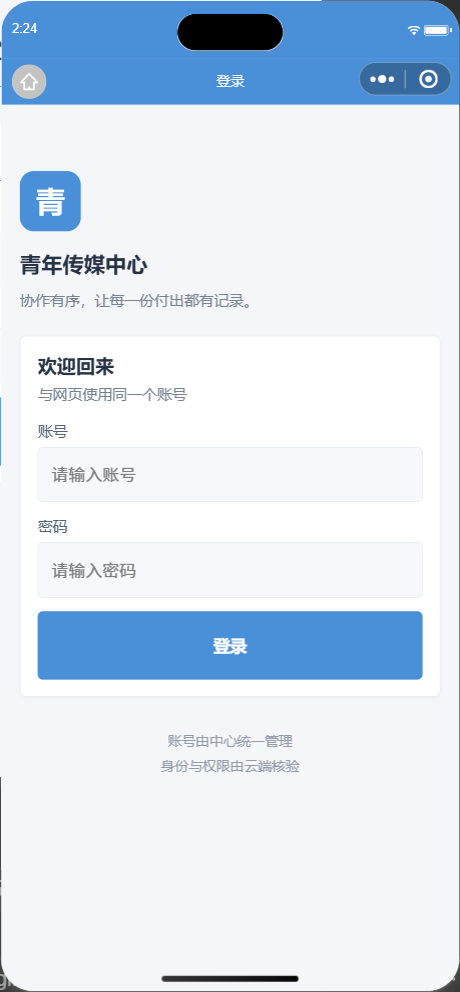 2:24
登录
青
青年传媒中心
协作有序，让每一份付出都有记录。
欢迎回来
与网页使用同一个账号
账号
请输入账号
密码
请输入密码
登录
账号由中心统一管理
身份与权限由云端核验